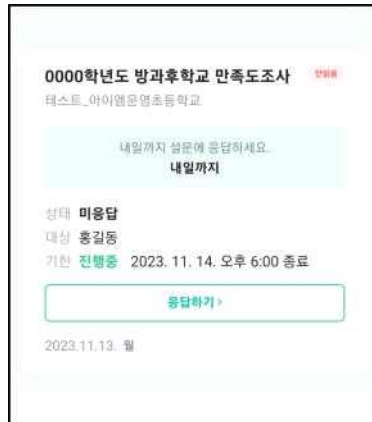 0000학년도 방과후학교 만족도조사 안읽음
테스트_아이엠운영초등학교
내일까지 설문에 응답하세요.
내일까지
상태 미응답
대상 홍길동
기한 진행중 2023. 11. 14. 오후 6:00 종료
응답하기 >
2023.11.13. 월